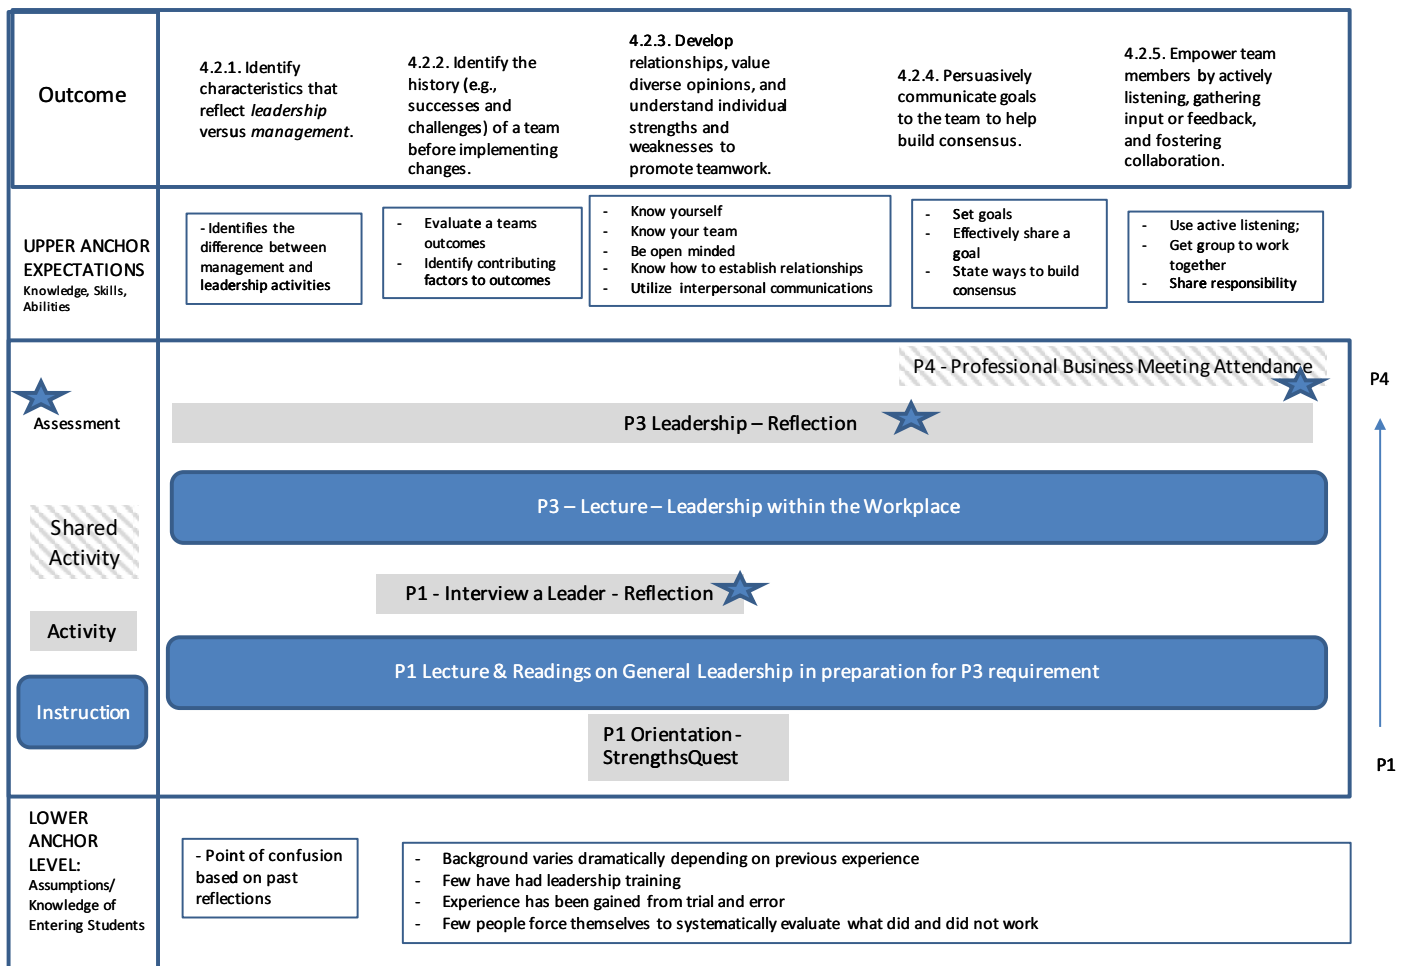 Outcome
4.2.1. Identify
characteristics that
reflect leadership
versus management.
4.2.2. Identify the
history (e.g.,
successes and
challenges) of a team
before implementing
changes.
4.2.3. Develop
relationships, value
diverse opinions, and
understand individual
strengths and
weaknesses to
promote teamwork.
4.2.4. Persuasively
communicate goals
to the team to help
build consensus.
4.2.5. Empower team
members by actively
listening, gathering
input or feedback,
and fostering
collaboration.
UPPER ANCHOR
EXPECTATIONS
Knowledge, Skills,
Abilities
- Identifies the
difference between
management and
leadership activities
- Evaluate a teams
outcomes
- Identify contributing
factors to outcomes
- Know yourself
- Know your team
- Be open minded
- Know how to establish relationships
- Utilize interpersonal communications
- Set goals
- Effectively share a
goal
- State ways to build
consensus
- Use active listening;
- Get group to work
together
- Share responsibility
Assessment
Shared
Activity
Activity
Instruction
P4 - Professional Business Meeting Attendance
P3 Leadership – Reflection
P3 – Lecture – Leadership within the Workplace
P1 - Interview a Leader - Reflection
P1 Lecture & Readings on General Leadership in preparation for P3 requirement
P1 Orientation -
StrengthsQuest
P4
P1
LOWER
ANCHOR
LEVEL:
Assumptions/
Knowledge of
Entering Students
- Point of confusion
based on past
reflections
- Background varies dramatically depending on previous experience
- Few have had leadership training
- Experience has been gained from trial and error
- Few people force themselves to systematically evaluate what did and did not work